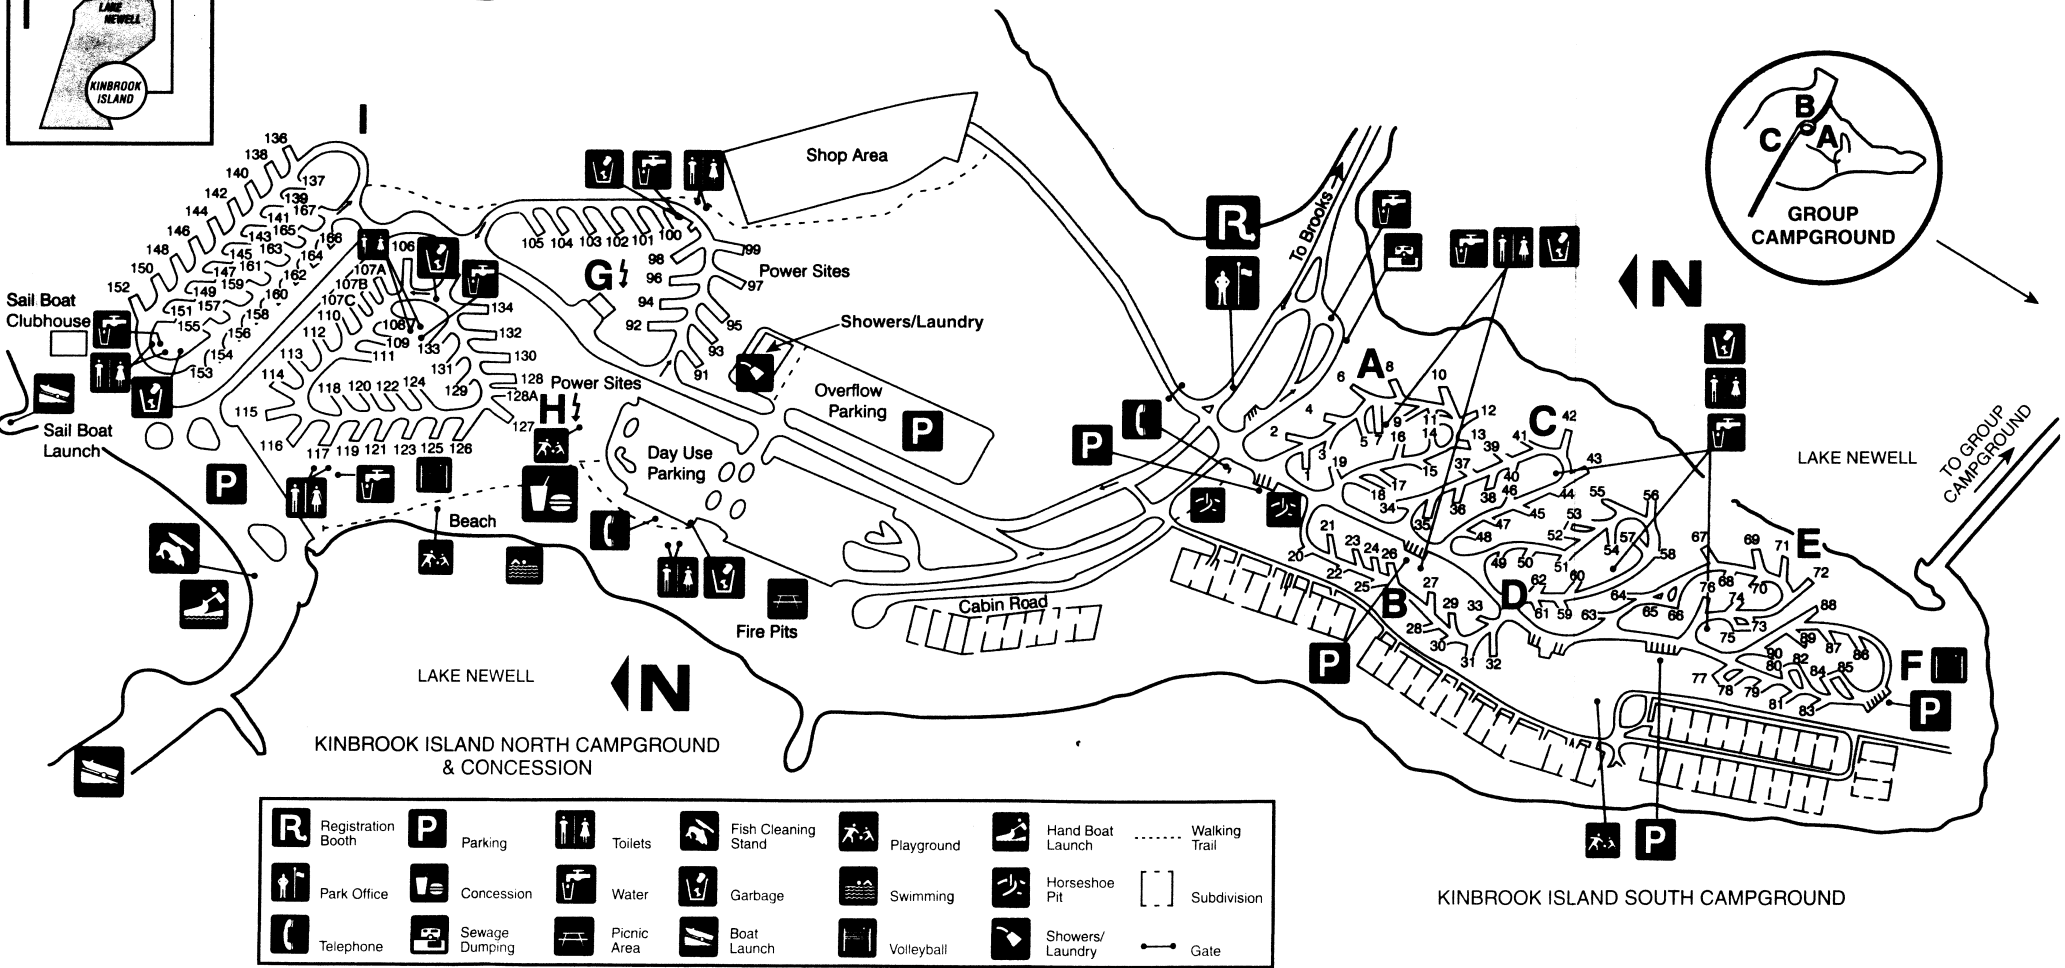 LAKE
NEWELL
KINBROOK
ISLAND
I
136
138
140
142
144
146
148
150
152
137
139
167
141
165
143
163
166
145
161
164
147
159
162
149
157
160
151
155
158
156
154
153
Sail Boat
Clubhouse
Sail Boat
Launch
106
107A
107B
107C
110
112
108
109
111
113
114
115
116
133
134
132
130
131
128
129
128A
127
118
120
122
124
117
119
121
123
125
126
P
105
104
103
102
101
100
99
98
97
96
95
94
93
92
91
G
Power Sites
Shop Area
Showers/Laundry
Power Sites
H
Overflow
Parking
P
Day Use
Parking
Beach
Fire Pits
Cabin Road
LAKE NEWELL
N
KINBROOK ISLAND NORTH CAMPGROUND
& CONCESSION
R
To Brooks
P
N
B
A
C
GROUP
CAMPGROUND
A
6
8
10
4
2
12
9
11
5
7
16
14
13
3
1
19
15
17
18
34
35
36
37
38
39
40
41
C
42
43
44
46
45
47
48
55
56
53
52
57
54
58
51
49
50
21
23
24
26
20
22
25
B
27
29
33
28
30
31
32
P
D
62
60
61
59
63
64
65
66
67
68
69
70
71
E
72
76
74
75
73
88
89
87
86
90
80
82
84
85
77
78
79
81
83
F
P
P
LAKE NEWELL
TO GROUP
CAMPGROUND
KINBROOK ISLAND SOUTH CAMPGROUND
R
Registration
Booth
P
Parking
Toilets
Fish Cleaning
Stand
Playground
Hand Boat
Launch
Walking
Trail
Park Office
Concession
Water
Garbage
Swimming
Horseshoe
Pit
Subdivision
Telephone
Sewage
Dumping
Picnic
Area
Boat
Launch
Volleyball
Showers/
Laundry
Gate